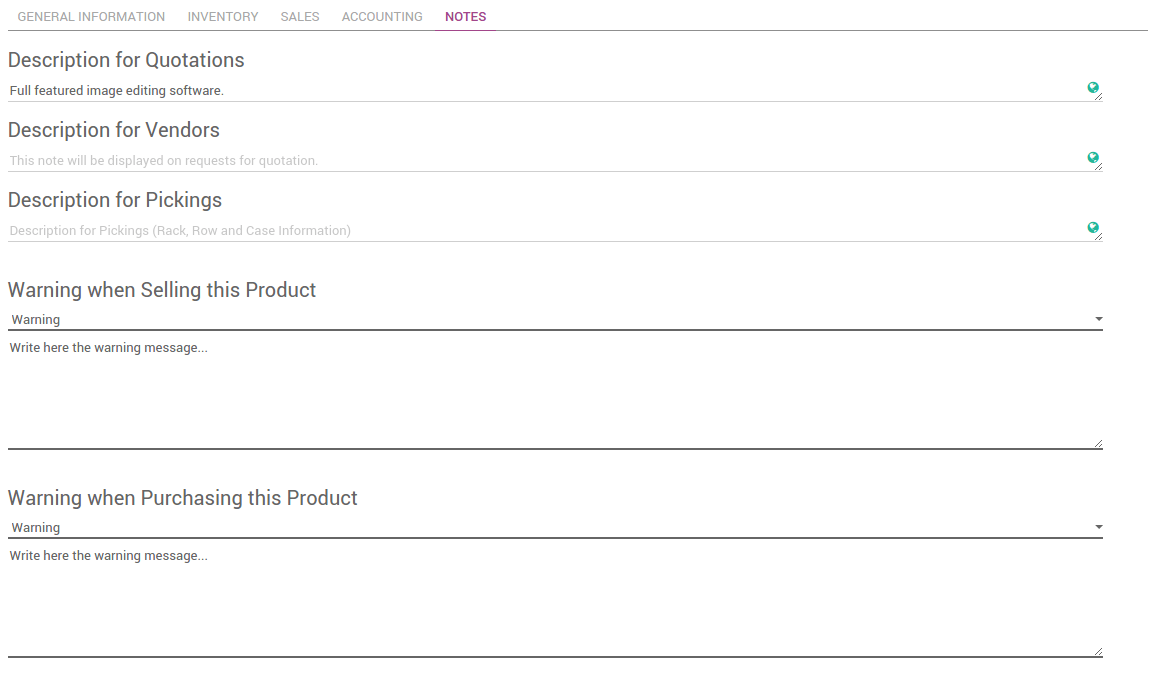 GENERAL INFORMATION INVENTORY SALES ACCOUNTING NOTES
Description for Quotations
Full featured image editing software.
Description for Vendors
This note will be displayed on requests for quotation.
Description for Pickings
Description for Pickings (Rack, Row and Case Information)
Warning when Selling this Product
Warning
Write here the warning message...
Warning when Purchasing this Product
Warning
Write here the warning message...